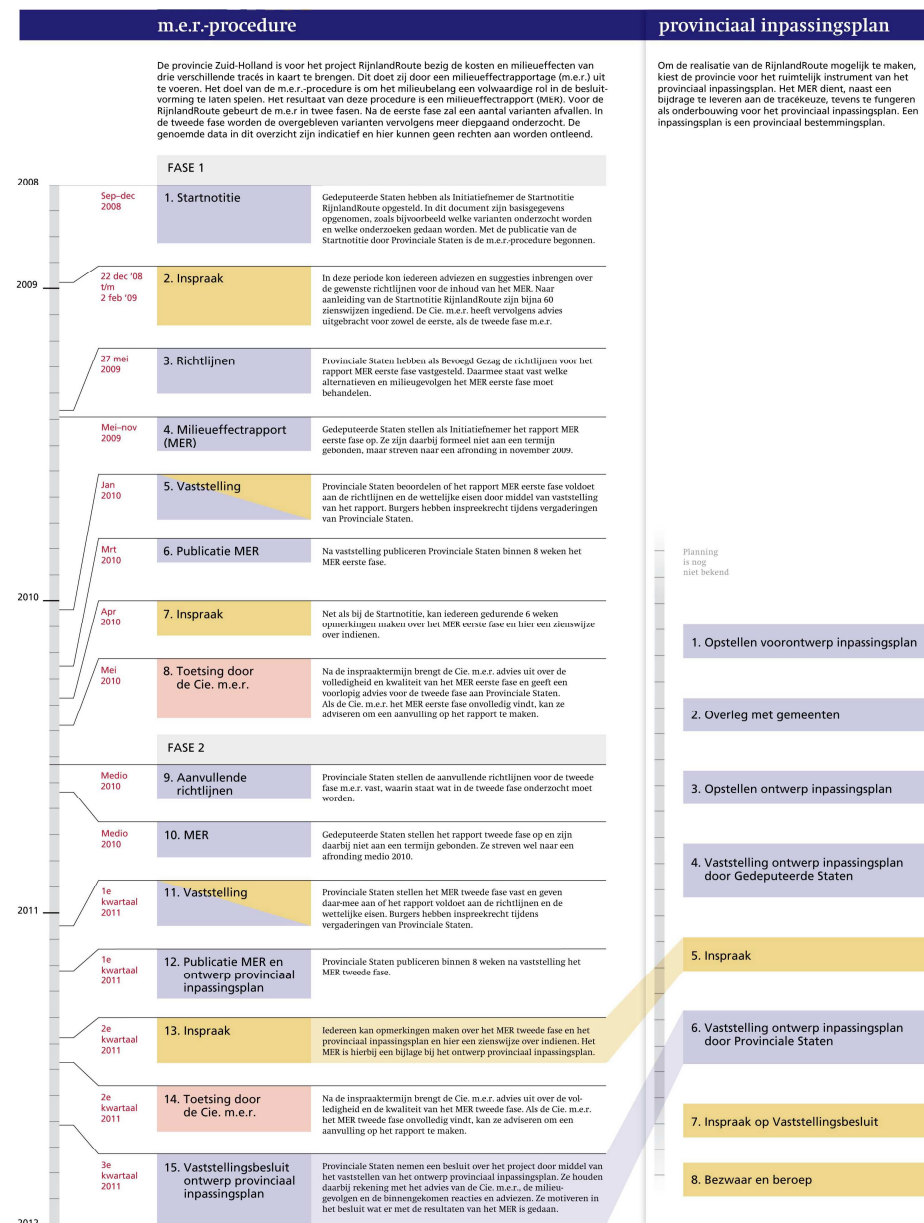 m.e.r.-procedure
De provincie Zuid-Holland is voor het project RijnlandRoute bezig de kosten en milieueffecten van
drie verschillende tracés in kaart te brengen. Dit doet zij door een milieueffectrapportage (m.e.r.) uit
te voeren. Het doel van de m.e.r.-procedure is om het milieubelang een volwaardige rol in de besluit-
vorming te laten spelen. Het resultaat van deze procedure is een milieueffectrapport (MER). Voor de
RijnlandRoute gebeurt de m.e.r in twee fasen. Na de eerste fase zal een aantal varianten afvallen. In
de tweede fase worden de overgebleven varianten vervolgens meer diepgaand onderzocht. De
genoemde data in dit overzicht zijn indicatief en hier kunnen geen rechten aan worden ontleend.
FASE 1
2008
Sep–dec
2008
1. Startnotitie
Gedeputeerde Staten hebben als Initiatiefnemer de Startnotitie
RijnlandRoute opgesteld. In dit document zijn basisgegevens
opgenomen, zoals bijvoorbeeld welke varianten onderzocht worden
en welke onderzoeken gedaan worden. Met de publicatie van de
Startnotitie door Provinciale Staten is de m.e.r.-procedure begonnen.
2009
22 dec ‘08
t/m
2 feb ‘09
2. Inspraak
In deze periode kon iedereen adviezen en suggesties inbrengen over
de gewenste richtlijnen voor de inhoud van het MER. Naar
aanleiding van de Startnotitie RijnlandRoute zijn bijna 60
zienswijzen ingediend. De Cie. m.e.r. heeft vervolgens advies
uitgebracht voor zowel de eerste, als de tweede fase m.e.r.
27 mei
2009
3. Richtlijnen
Provinciale Staten hebben als Bevoegd Gezag de richtlijnen voor het
rapport MER eerste fase vastgesteld. Daarmee staat vast welke
alternatieven en milieugevolgen het MER eerste fase moet
behandelen.
Mei–nov
2009
4. Milieueffectrapport
(MER)
Gedeputeerde Staten stellen als Initiatiefnemer het rapport MER
eerste fase op. Ze zijn daarbij formeel niet aan een termijn
gebonden, maar streven naar een afronding in november 2009.
Jan
2010
5. Vaststelling
Provinciale Staten beoordelen of het rapport MER eerste fase voldoet
aan de richtlijnen en de wettelijke eisen door middel van vaststelling
van het rapport. Burgers hebben inspreekrecht tijdens vergaderingen
van Provinciale Staten.
Mrt
2010
6. Publicatie MER
Na vaststelling publiceren Provinciale Staten binnen 8 weken het
MER eerste fase.
2010
Apr
2010
7. Inspraak
Net als bij de Startnotitie, kan iedereen gedurende 6 weken
opmerkingen maken over het MER eerste fase en hier een zienswijze
over indienen.
Mei
2010
8. Toetsing door
de Cie. m.e.r.
Na de inspraaktermijn brengt de Cie. m.e.r. advies uit over de
volledigheid en kwaliteit van het MER eerste fase en geeft een
voorlopig advies voor de tweede fase aan Provinciale Staten.
Als de Cie. m.e.r. het MER eerste fase onvolledig vindt, kan ze
adviseren om een aanvulling op het rapport te maken.
FASE 2
Medio
2010
9. Aanvullende
richtlijnen
Provinciale Staten stellen de aanvullende richtlijnen voor de tweede
fase m.e.r. vast, waarin staat wat in de tweede fase onderzocht moet
worden.
Medio
2010
10. MER
Gedeputeerde Staten stellen het rapport tweede fase op en zijn
daarbij niet aan een termijn gebonden. Ze streven wel naar een
afronding medio 2010.
2011
1e
kwartaal
2011
11. Vaststelling
Provinciale Staten stellen het MER tweede fase vast en geven
daar-mee aan of het rapport voldoet aan de richtlijnen en de
wettelijke eisen. Burgers hebben inspreekrecht tijdens
vergaderingen van Provinciale Staten.
1e
kwartaal
2011
12. Publicatie MER en
ontwerp provinciaal
inpassingsplan
Provinciale Staten publiceren binnen 8 weken na vaststelling het
MER tweede fase.
2e
kwartaal
2011
13. Inspraak
Iedereen kan opmerkingen maken over het MER tweede fase en het
provinciaal inpassingsplan en hier een zienswijze over indienen. Het
MER is hierbij een bijlage bij het ontwerp provinciaal inpassingsplan.
2e
kwartaal
2011
14. Toetsing door
de Cie. m.e.r.
Na de inspraaktermijn brengt de Cie. m.e.r. advies uit over de vol-
ledigheid en de kwaliteit van het MER tweede fase. Als de Cie. m.e.r.
het MER tweede fase onvolledig vindt, kan ze adviseren om een
aanvulling op het rapport te maken.
3e
kwartaal
2011
15. Vaststellingsbesluit
ontwerp provinciaal
inpassingsplan
Provinciale Staten nemen een besluit over het project door middel van
het vaststellen van het ontwerp provinciaal inpassingsplan. Ze houden
daarbij rekening met het advies van de Cie. m.e.r., de milieu-
gevolgen en de binnengekomen reacties en adviezen. Ze motiveren in
het besluit wat er met de resultaten van het MER is gedaan.
2012
provinciaal inpassingsplan
Om de realisatie van de RijnlandRoute mogelijk te maken,
kiest de provincie voor het ruimtelijk instrument van het
provinciaal inpassingsplan. Het MER dient, naast een
bijdrage te leveren aan de tracékeuze, tevens te fungeren
als onderbouwing voor het provinciaal inpassingsplan. Een
inpassingsplan is een provinciaal bestemmingsplan.
Planning
is nog
niet bekend
1. Opstellen voorontwerp inpassingsplan
2. Overleg met gemeenten
3. Opstellen ontwerp inpassingsplan
4. Vaststelling ontwerp inpassingsplan
door Gedeputeerde Staten
5. Inspraak
6. Vaststelling ontwerp inpassingsplan
door Provinciale Staten
7. Inspraak op Vaststellingsbesluit
8. Bezwaar en beroep